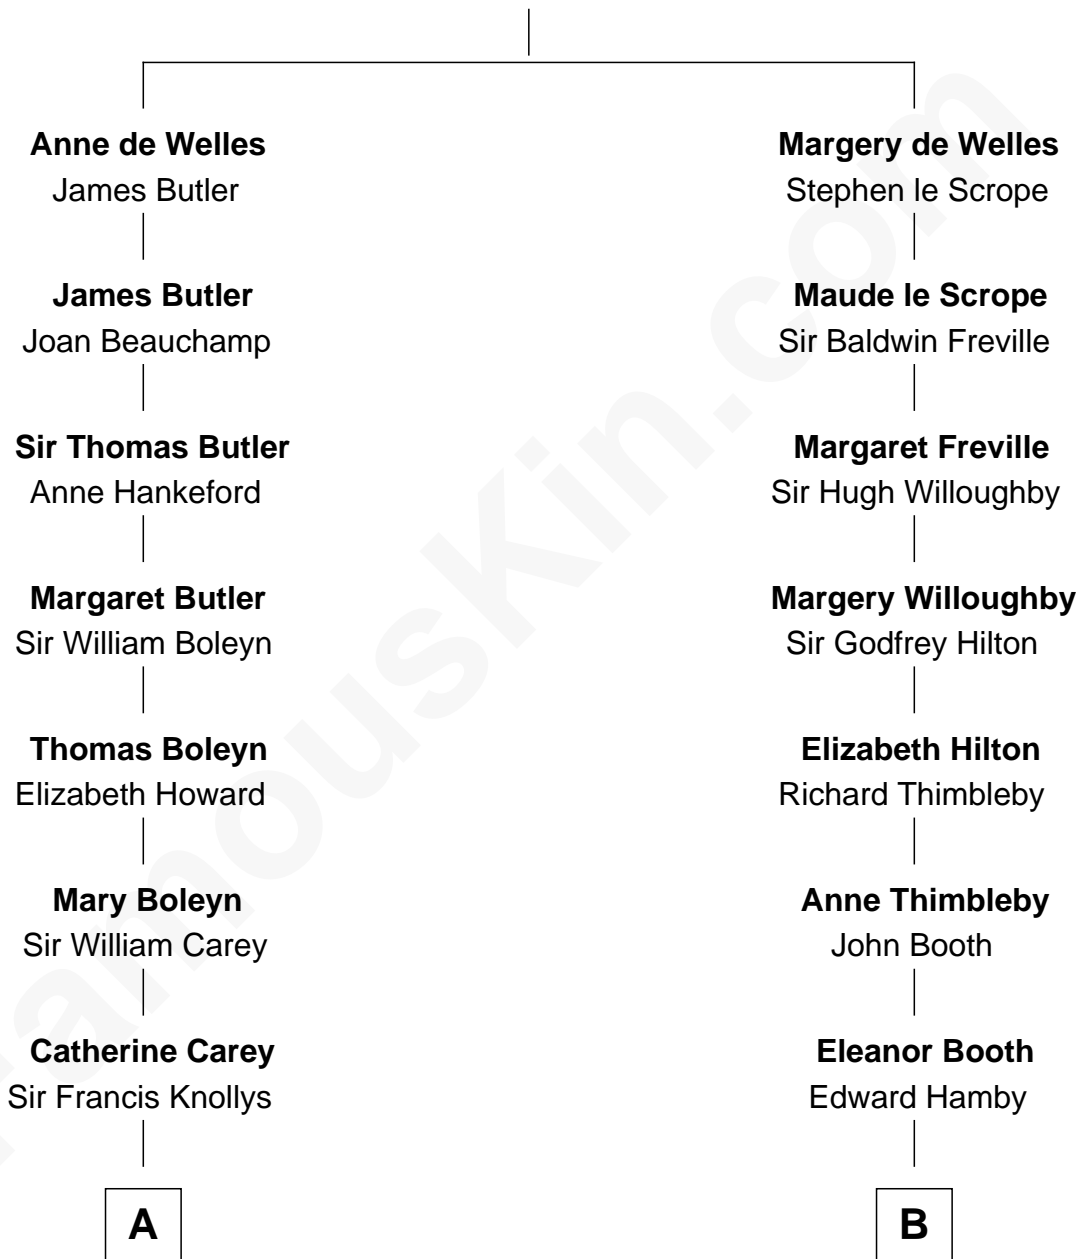 Anne de Welles
James Butler
James Butler
Joan Beauchamp
Sir Thomas Butler
Anne Hankeford
Margaret Butler
Sir William Boleyn
Thomas Boleyn
Elizabeth Howard
Mary Boleyn
Sir William Carey
Catherine Carey
Sir Francis Knollys
A
Margery de Welles
Stephen le Scrope
Maude le Scrope
Sir Baldwin Freville
Margaret Freville
Sir Hugh Willoughby
Margery Willoughby
Sir Godfrey Hilton
Elizabeth Hilton
Richard Thimbleby
Anne Thimbleby
John Booth
Eleanor Booth
Edward Hamby
B
FamousKin.com